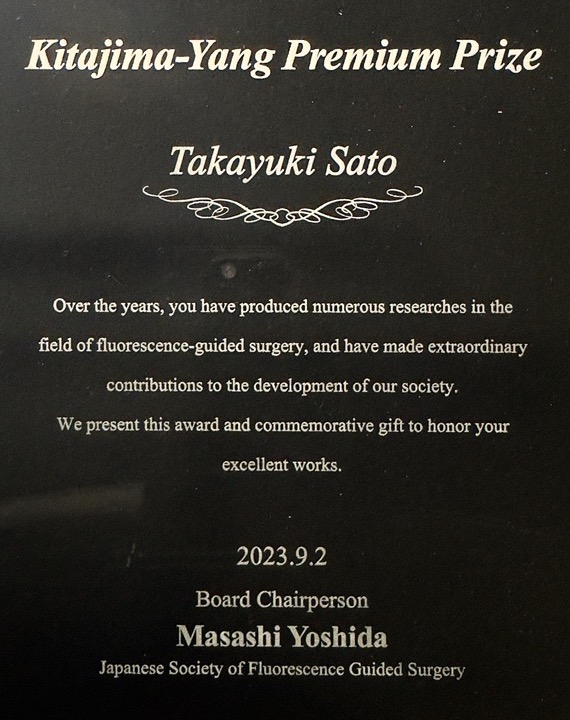 Kitajima-Yang Premium Prize
Takayuki Sato
Over the years, you have produced numerous researches in the
field of fluorescence-guided surgery, and have made extraordinary
contributions to the development of our society.
We present this award and commemorative gift to honor your
excellent works.
2023.9.2
Board Chairperson
Masashi Yoshida
Japanese Society of Fluorescence Guided Surgery